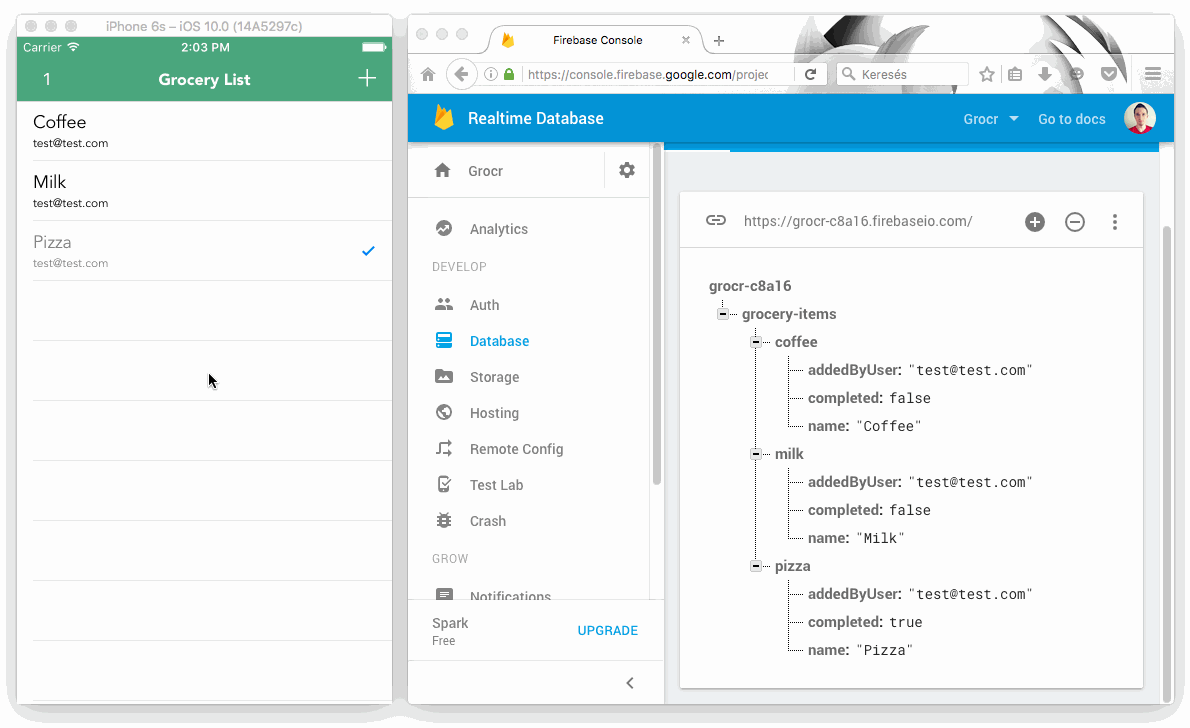 iPhone 6s – iOS 10.0 (14A5297c)
Carrier 2:03 PM
1 Grocery List +
Coffee
test@test.com
Milk
test@test.com
Pizza
test@test.com
Firebase Console
https://console.firebase.google.com/projec
Keresés
Realtime Database
Grocr
Go to docs
Grocr
Analytics
DEVELOP
Auth
Database
Storage
Hosting
Remote Config
Test Lab
Crash
GROW
Notifications
Spark
Free
UPGRADE
https://grocr-c8a16.firebaseio.com/
grocr-c8a16
grocery-items
coffee
addedByUser: "test@test.com"
completed: false
name: "Coffee"
milk
addedByUser: "test@test.com"
completed: false
name: "Milk"
pizza
addedByUser: "test@test.com"
completed: true
name: "Pizza"